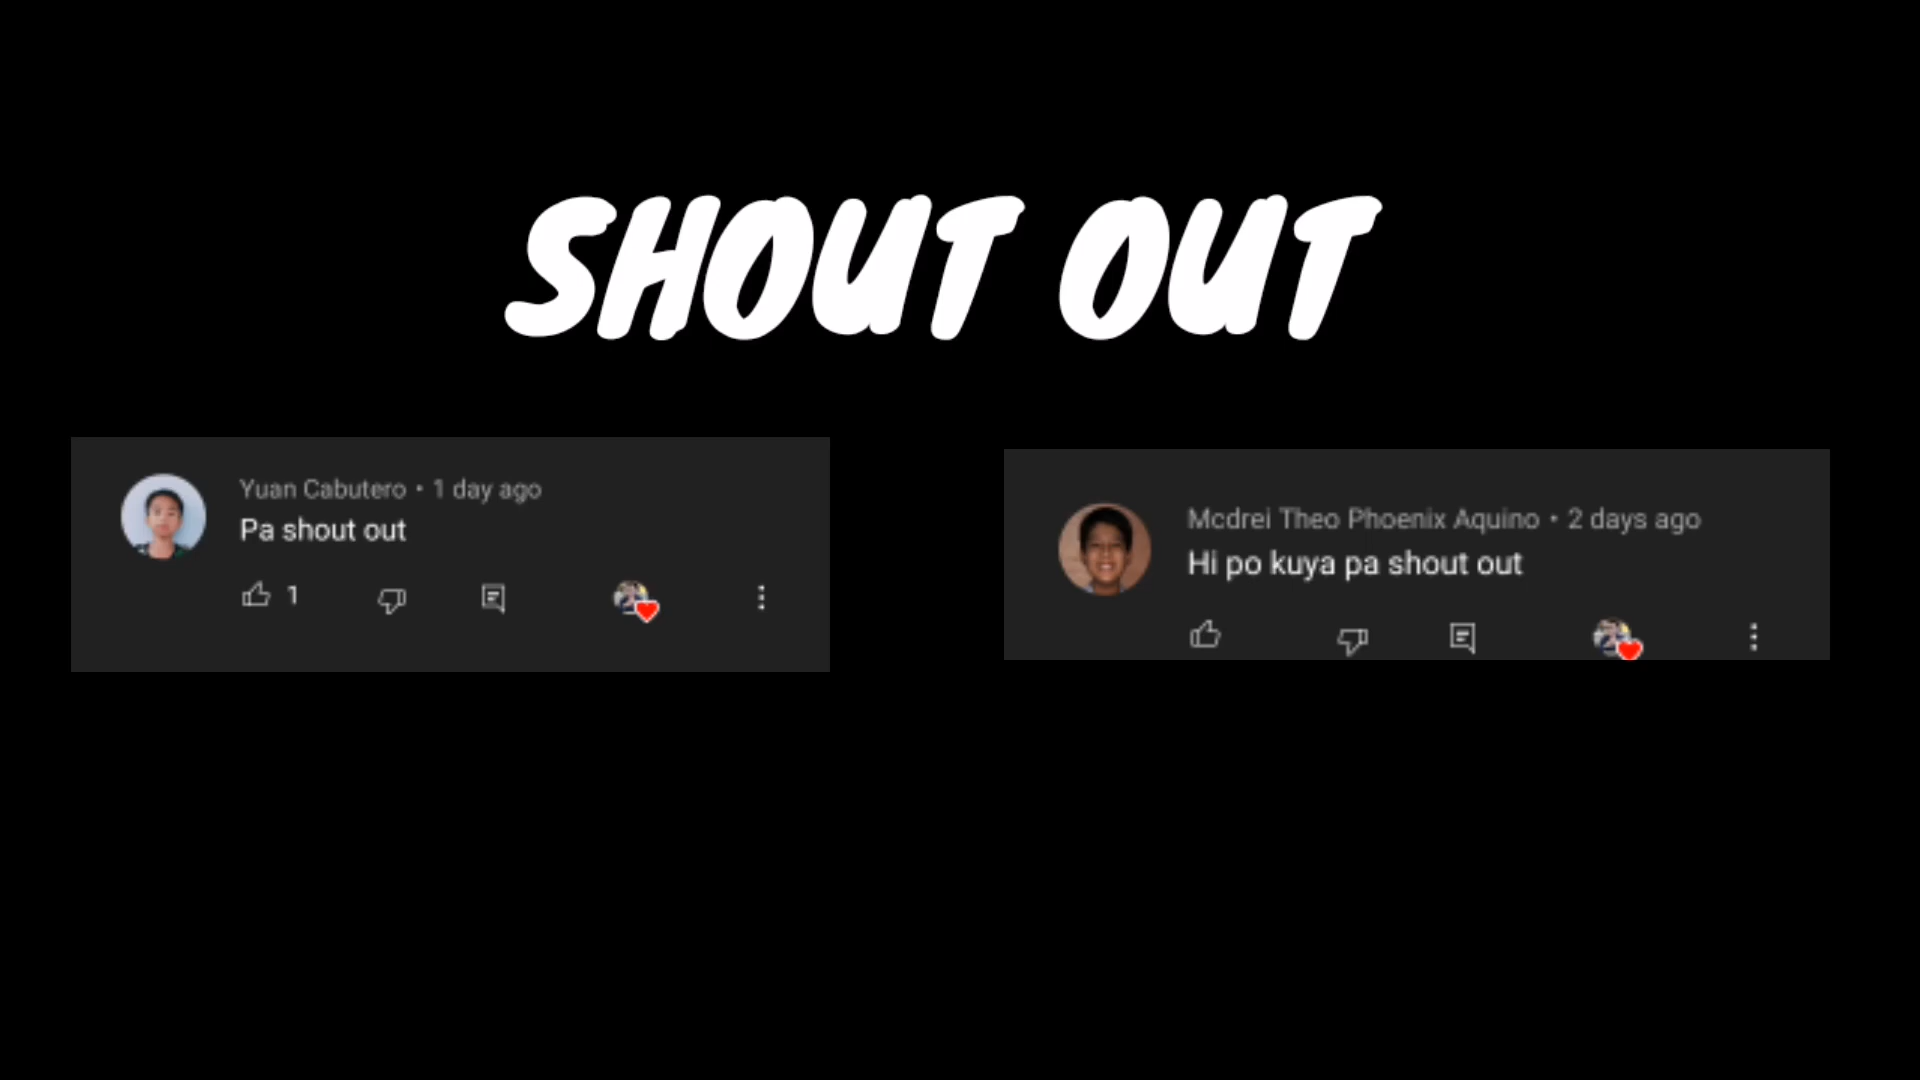 SHOUT OUT
Yuan Cabutero • 1 day ago
Pa shout out
1
Mcdrei Theo Phoenix Aquino • 2 days ago
Hi po kuya pa shout out